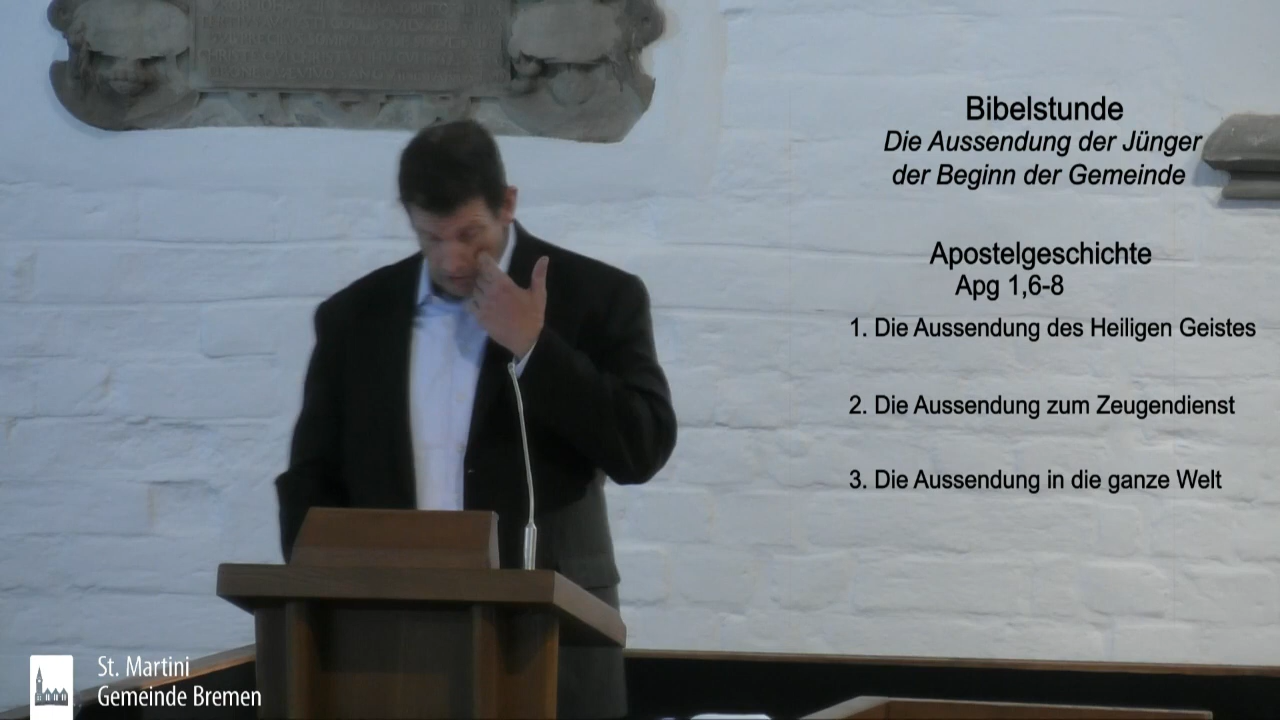 Bibelstunde
Die Aussendung der Jünger
der Beginn der Gemeinde
Apostelgeschichte
Apg 1,6-8
1. Die Aussendung des Heiligen Geistes
2. Die Aussendung zum Zeugendienst
3. Die Aussendung in die ganze Welt
St. Martini
Gemeinde Bremen